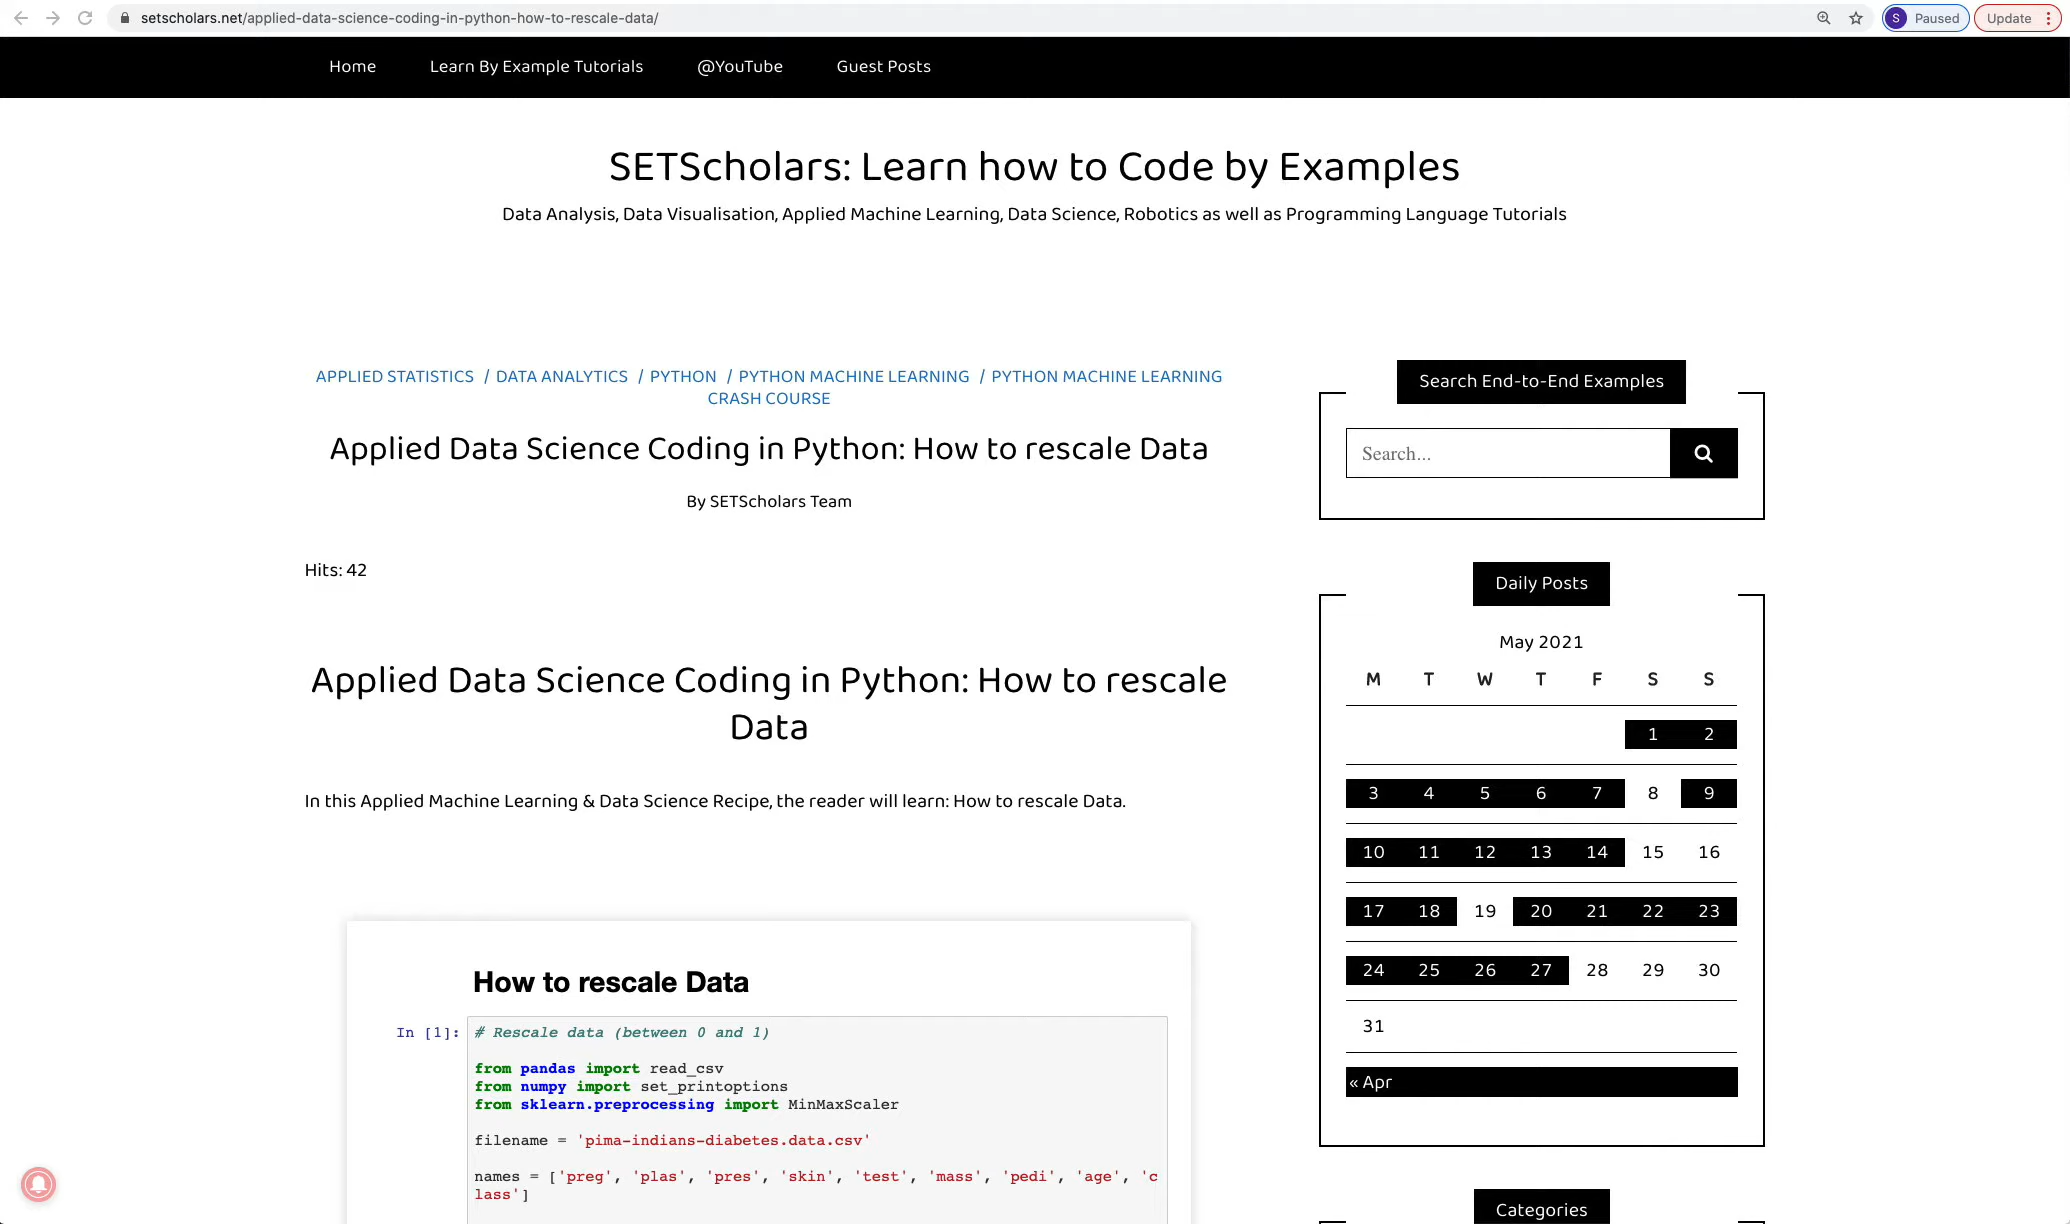 setscholars.net/applied-data-science-coding-in-python-how-to-rescale-data/
S Paused Update
Home Learn By Example Tutorials @YouTube Guest Posts
SETScholars: Learn how to Code by Examples
Data Analysis, Data Visualisation, Applied Machine Learning, Data Science, Robotics as well as Programming Language Tutorials
APPLIED STATISTICS / DATA ANALYTICS / PYTHON / PYTHON MACHINE LEARNING / PYTHON MACHINE LEARNING
CRASH COURSE
Applied Data Science Coding in Python: How to rescale Data
By SETScholars Team
Hits: 42
Applied Data Science Coding in Python: How to rescale
Data
In this Applied Machine Learning & Data Science Recipe, the reader will learn: How to rescale Data.
How to rescale Data
In [1]: # Rescale data (between 0 and 1)
from pandas import read_csv
from numpy import set_printoptions
from sklearn.preprocessing import MinMaxScaler
filename = 'pima-indians-diabetes.data.csv'
names = ['preg', 'plas', 'pres', 'skin', 'test', 'mass', 'pedi', 'age', 'c
lass']
Search End-to-End Examples
Search...
Daily Posts
May 2021
M T W T F S S
1 2
3 4 5 6 7 8 9
10 11 12 13 14 15 16
17 18 19 20 21 22 23
24 25 26 27 28 29 30
31
« Apr
Categories